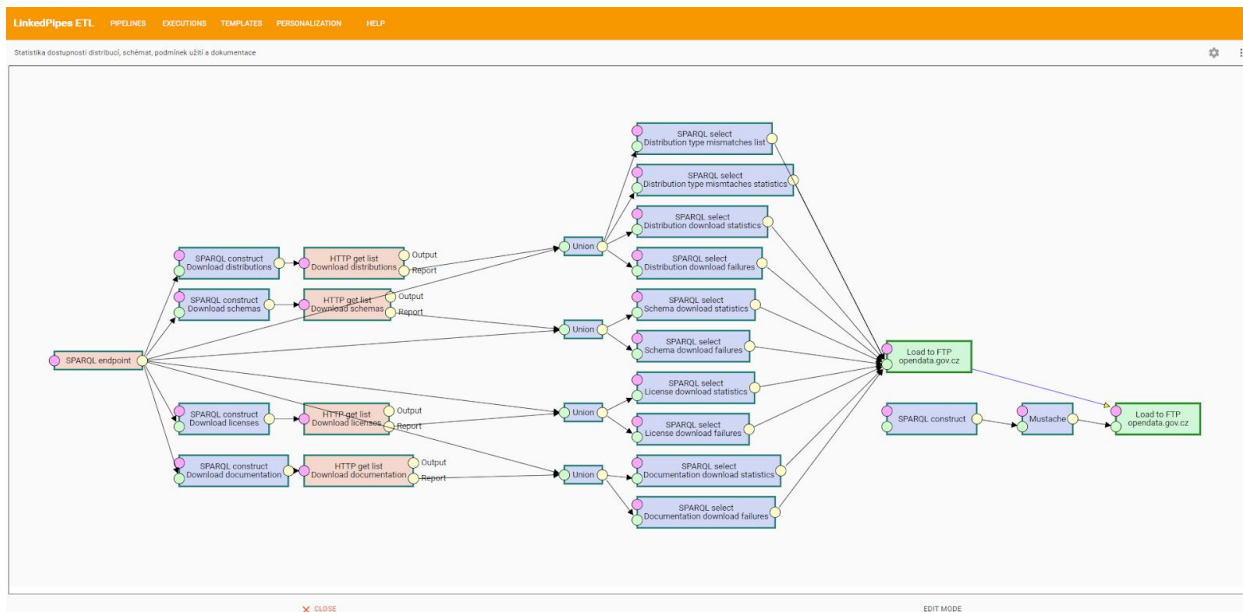 LinkedPipes ETL PIPELINES EXECUTIONS TEMPLATES PERSONALIZATION HELP
Statistika dostupnosti distribucí, schémat, podmínek užití a dokumentace
SPARQL endpoint
SPARQL construct
Download distributions
SPARQL construct
Download schemas
SPARQL construct
Download licenses
SPARQL construct
Download documentation
HTTP get list
Download distributions
Output
Report
HTTP get list
Download schemas
Output
Report
HTTP get list
Download licenses
Output
Report
HTTP get list
Download documentation
Output
Report
Union
Union
Union
Union
SPARQL select
Distribution type mismatches list
SPARQL select
Distribution type mismtaches statistics
SPARQL select
Distribution download statistics
SPARQL select
Distribution download failures
SPARQL select
Schema download statistics
SPARQL select
Schema download failures
SPARQL select
License download statistics
SPARQL select
License download failures
SPARQL select
Documentation download statistics
SPARQL select
Documentation download failures
Load to FTP
opendata.gov.cz
SPARQL construct
Mustache
Load to FTP
opendata.gov.cz
CLOSE
EDIT MODE